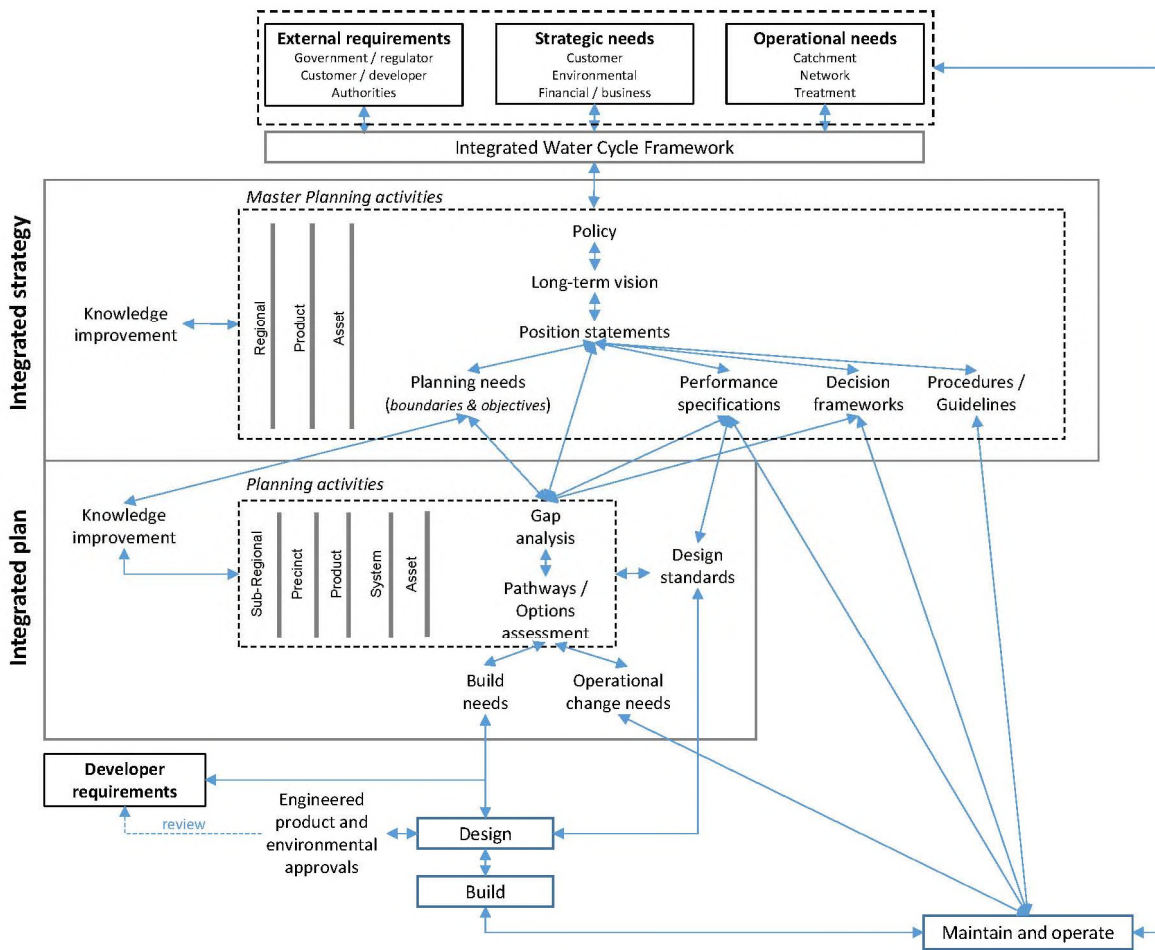 External requirements
Government / regulator
Customer / developer
Authorities
Strategic needs
Customer
Environmental
Financial / business
Operational needs
Catchment
Network
Treatment
Integrated Water Cycle Framework
Integrated strategy
Master Planning activities
Regional
Product
Asset
Knowledge
improvement
Policy
Long-term vision
Position statements
Planning needs
(boundaries & objectives)
Performance
specifications
Decision
frameworks
Procedures /
Guidelines
Integrated plan
Planning activities
Knowledge
improvement
Sub-Regional
Precinct
Product
System
Asset
Gap
analysis
Pathways /
Options
assessment
Design
standards
Build
needs
Operational
change needs
Developer
requirements
review
Engineered
product and
environmental
approvals
Design
Build
Maintain and operate